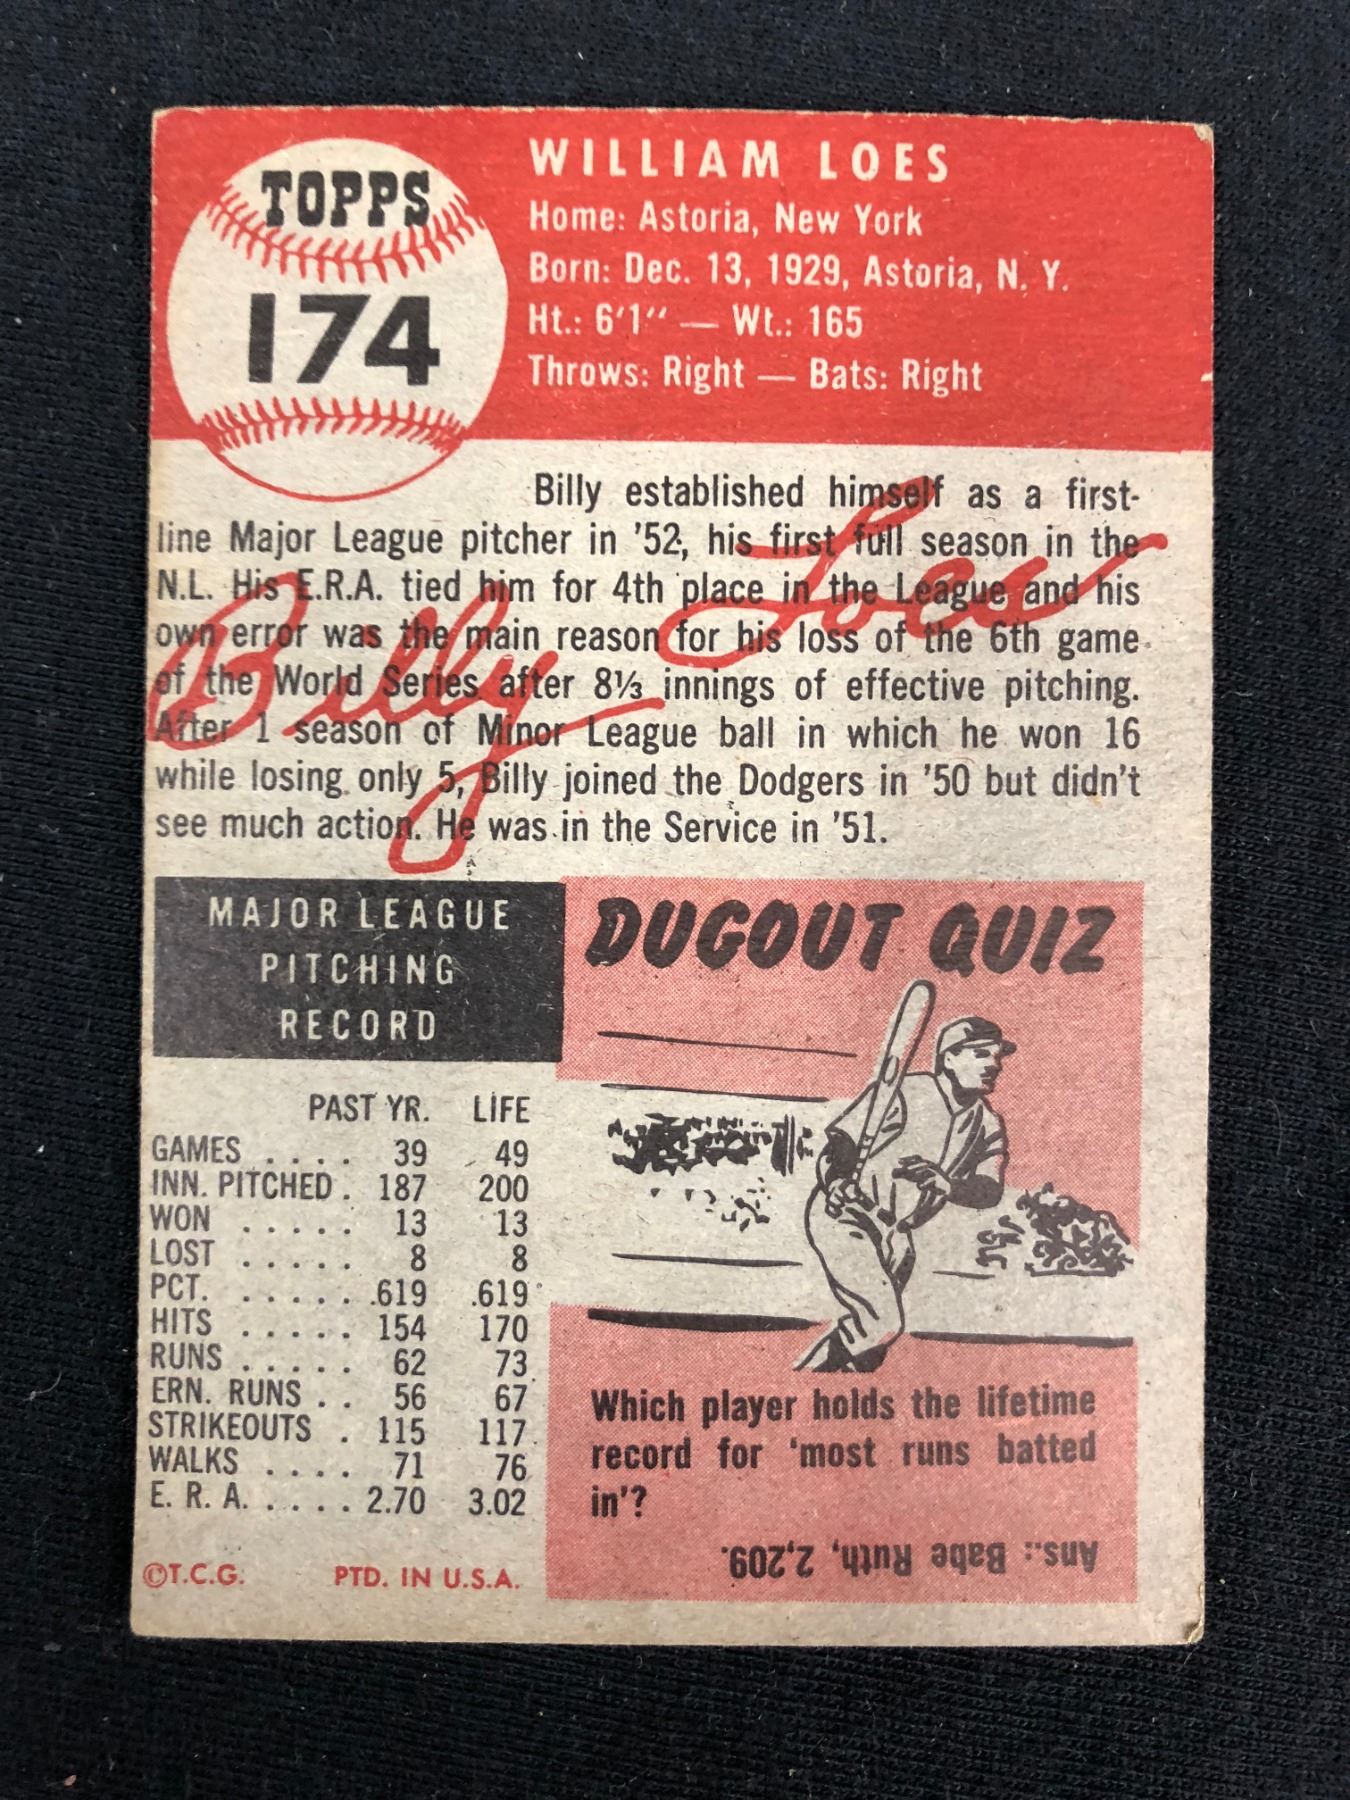 TOPPS
174
WILLIAM LOES
Home: Astoria, New York
Born: Dec. 13, 1929, Astoria, N. Y.
Ht.: 6'1" — Wt.: 165
Throws: Right — Bats: Right
Billy established himself as a first-
line Major League pitcher in '52, his first full season in the
N.L. His E.R.A. tied him for 4th place in the League and his
own error was the main reason for his loss of the 6th game
of the World Series after 8⅓ innings of effective pitching.
After 1 season of Minor League ball in which he won 16
while losing only 5, Billy joined the Dodgers in '50 but didn't
see much action. He was in the Service in '51.
Billy Loes
MAJOR LEAGUE
PITCHING
RECORD
PAST YR. LIFE
GAMES . . . . 39 49
INN. PITCHED . 187 200
WON . . . . . 13 13
LOST . . . . . 8 8
PCT. . . . . . .619 .619
HITS . . . . . 154 170
RUNS . . . . . 62 73
ERN. RUNS . . 56 67
STRIKEOUTS . 115 117
WALKS . . . . 71 76
E. R. A. . . . . 2.70 3.02
©T.C.G. PTD. IN U.S.A.
DUGOUT QUIZ
Which player holds the lifetime
record for 'most runs batted
in'?
Ans.: Babe Ruth, 2,209.